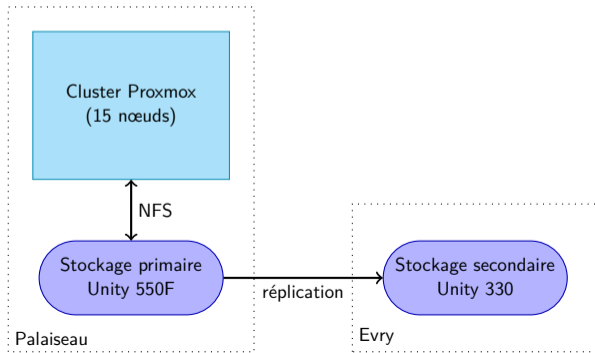 Cluster Proxmox
(15 nœuds)
NFS
Stockage primaire
Unity 550F
réplication
Stockage secondaire
Unity 330
Palaiseau
Evry